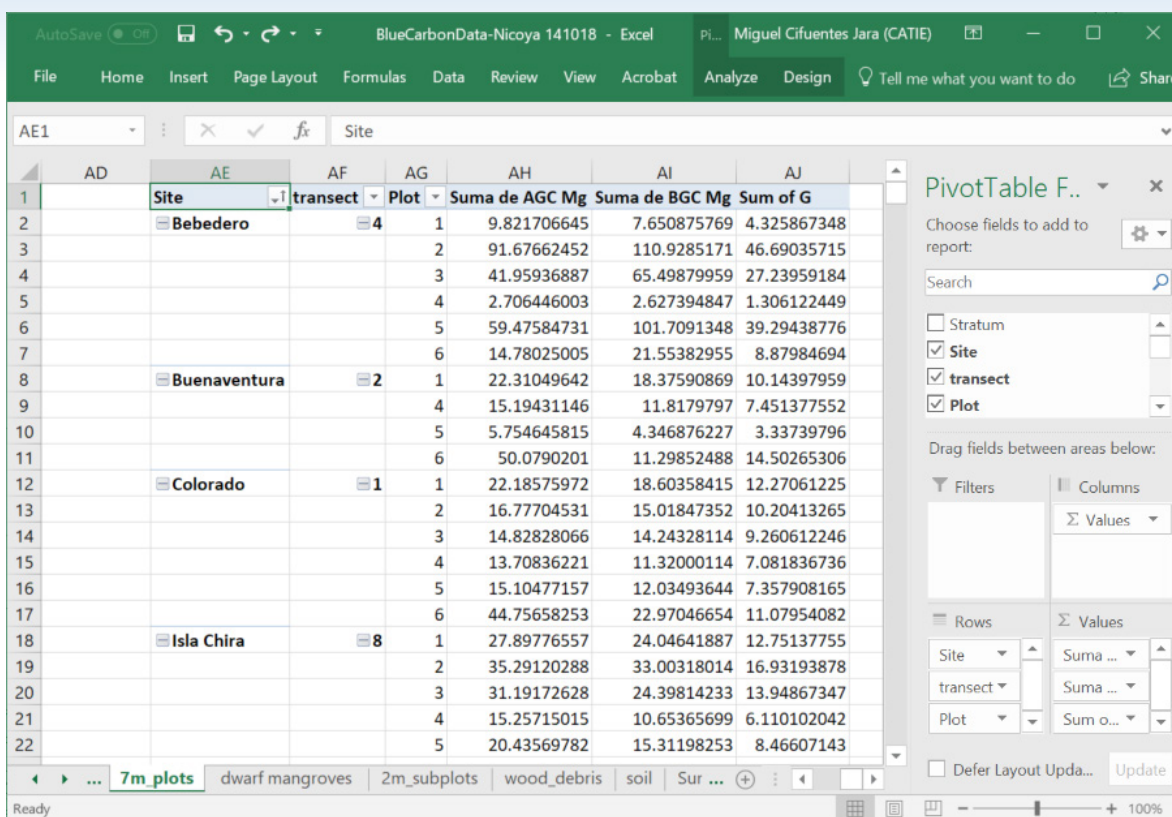 AutoSave Off BlueCarbonData-Nicoya 141018 - Excel Pi... Miguel Cifuentes Jara (CATIE)
File Home Insert Page Layout Formulas Data Review View Acrobat Analyze Design Tell me what you want to do Share
AE1 fx Site
AD AE AF AG AH AI AJ
1 Site transect Plot Suma de AGC Mg Suma de BGC Mg Sum of G
2 Bebedero 4 1 9.821706645 7.650875769 4.325867348
3 2 91.67662452 110.9285171 46.69035715
4 3 41.95936887 65.49879959 27.23959184
5 4 2.706446003 2.627394847 1.306122449
6 5 59.47584731 101.7091348 39.29438776
7 6 14.78025005 21.55382955 8.87984694
8 Buenaventura 2 1 22.31049642 18.37590869 10.14397959
9 4 15.19431146 11.8179797 7.451377552
10 5 5.754645815 4.346876227 3.33739796
11 6 50.0790201 11.29852488 14.50265306
12 Colorado 1 1 22.18575972 18.60358415 12.27061225
13 2 16.77704531 15.01847352 10.20413265
14 3 14.82828066 14.24328114 9.260612246
15 4 13.70836221 11.32000114 7.081836736
16 5 15.10477157 12.03493644 7.357908165
17 6 44.75658253 22.97046654 11.07954082
18 Isla Chira 8 1 27.89776557 24.04641887 12.75137755
19 2 35.29120288 33.00318014 16.93193878
20 3 31.19172628 24.39814233 13.94867347
21 4 15.25715015 10.65365699 6.110102042
22 5 20.43569782 15.31198253 8.46607143
PivotTable F..
Choose fields to add to
report:
Search
Stratum
Site
transect
Plot
Drag fields between areas below:
Filters Columns
Σ Values
Rows Σ Values
Site Suma ...
transect Suma ...
Plot Sum o...
Defer Layout Upda... Update
... 7m_plots dwarf mangroves 2m_subplots wood_debris soil Sur ...
Ready 100%